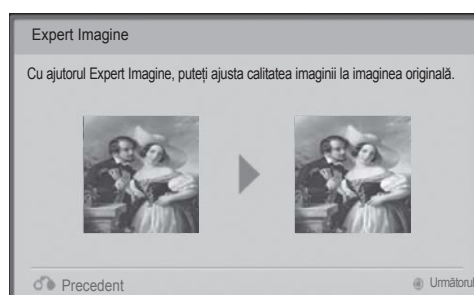 Expert Imagine
Cu ajutorul Expert Imagine, puteți ajusta calitatea imaginii la imaginea originală.
Precedent
Următorul